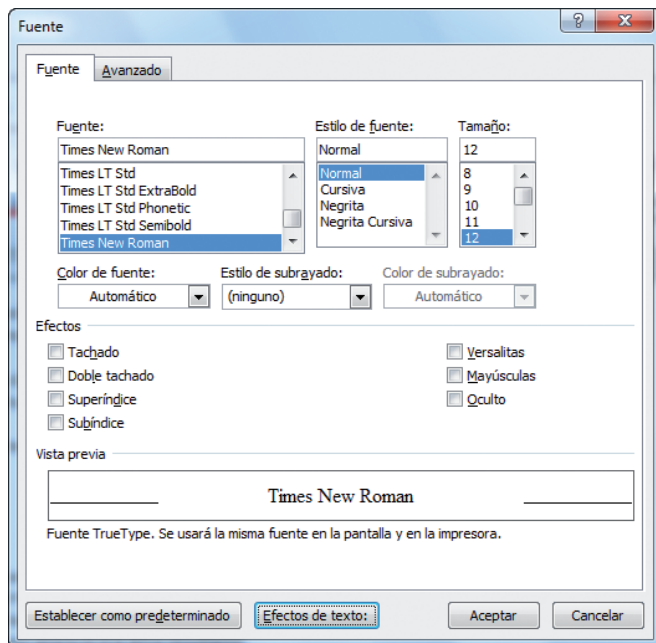 Fuente
Fuente Avanzado
Fuente: Estilo de fuente: Tamaño:
Times New Roman Normal 12
Times LT Std Normal 8
Times LT Std ExtraBold Cursiva 9
Times LT Std Phonetic Negrita 10
Times LT Std Semibold Negrita Cursiva 11
Times New Roman 12
Color de fuente: Estilo de subrayado: Color de subrayado:
Automático (ninguno) Automático
Efectos
Tachado Versalitas
Doble tachado Mayúsculas
Superíndice Oculto
Subíndice
Vista previa
Times New Roman
Fuente TrueType. Se usará la misma fuente en la pantalla y en la impresora.
Establecer como predeterminado Efectos de texto: Aceptar Cancelar